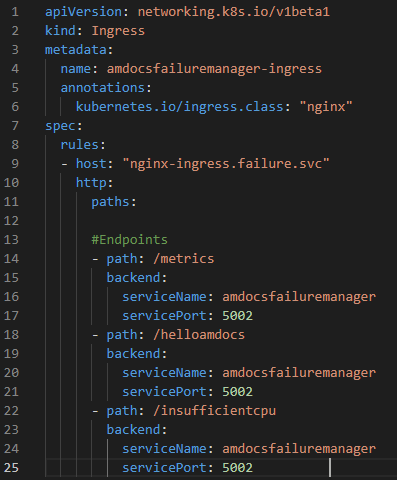 1 apiVersion: networking.k8s.io/v1beta1
2 kind: Ingress
3 metadata:
4   name: amdocsfailuremanager-ingress
5   annotations:
6     kubernetes.io/ingress.class: "nginx"
7 spec:
8   rules:
9   - host: "nginx-ingress.failure.svc"
10     http:
11       paths:
12
13       #Endpoints
14       - path: /metrics
15         backend:
16           serviceName: amdocsfailuremanager
17           servicePort: 5002
18       - path: /helloamdocs
19         backend:
20           serviceName: amdocsfailuremanager
21           servicePort: 5002
22       - path: /insufficientcpu
23         backend:
24           serviceName: amdocsfailuremanager
25           servicePort: 5002